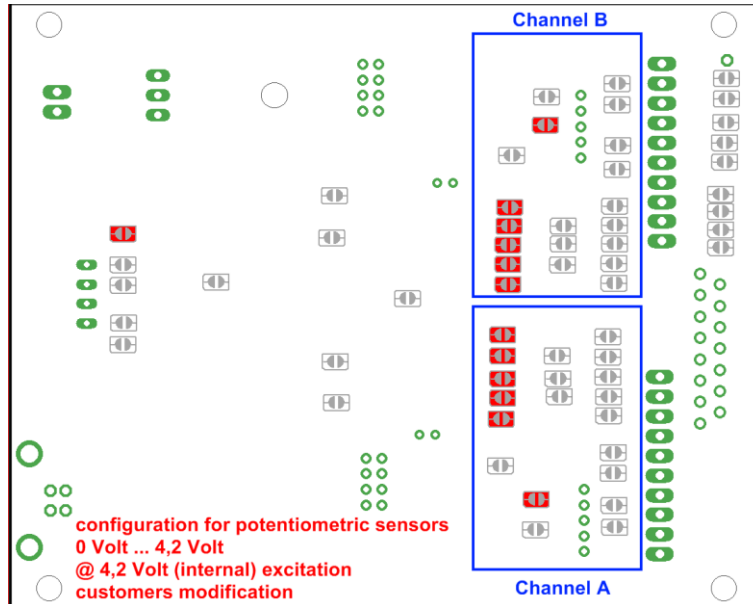 Channel B
configuration for potentiometric sensors
0 Volt ... 4,2 Volt
@ 4,2 Volt (internal) excitation
customers modification
Channel A